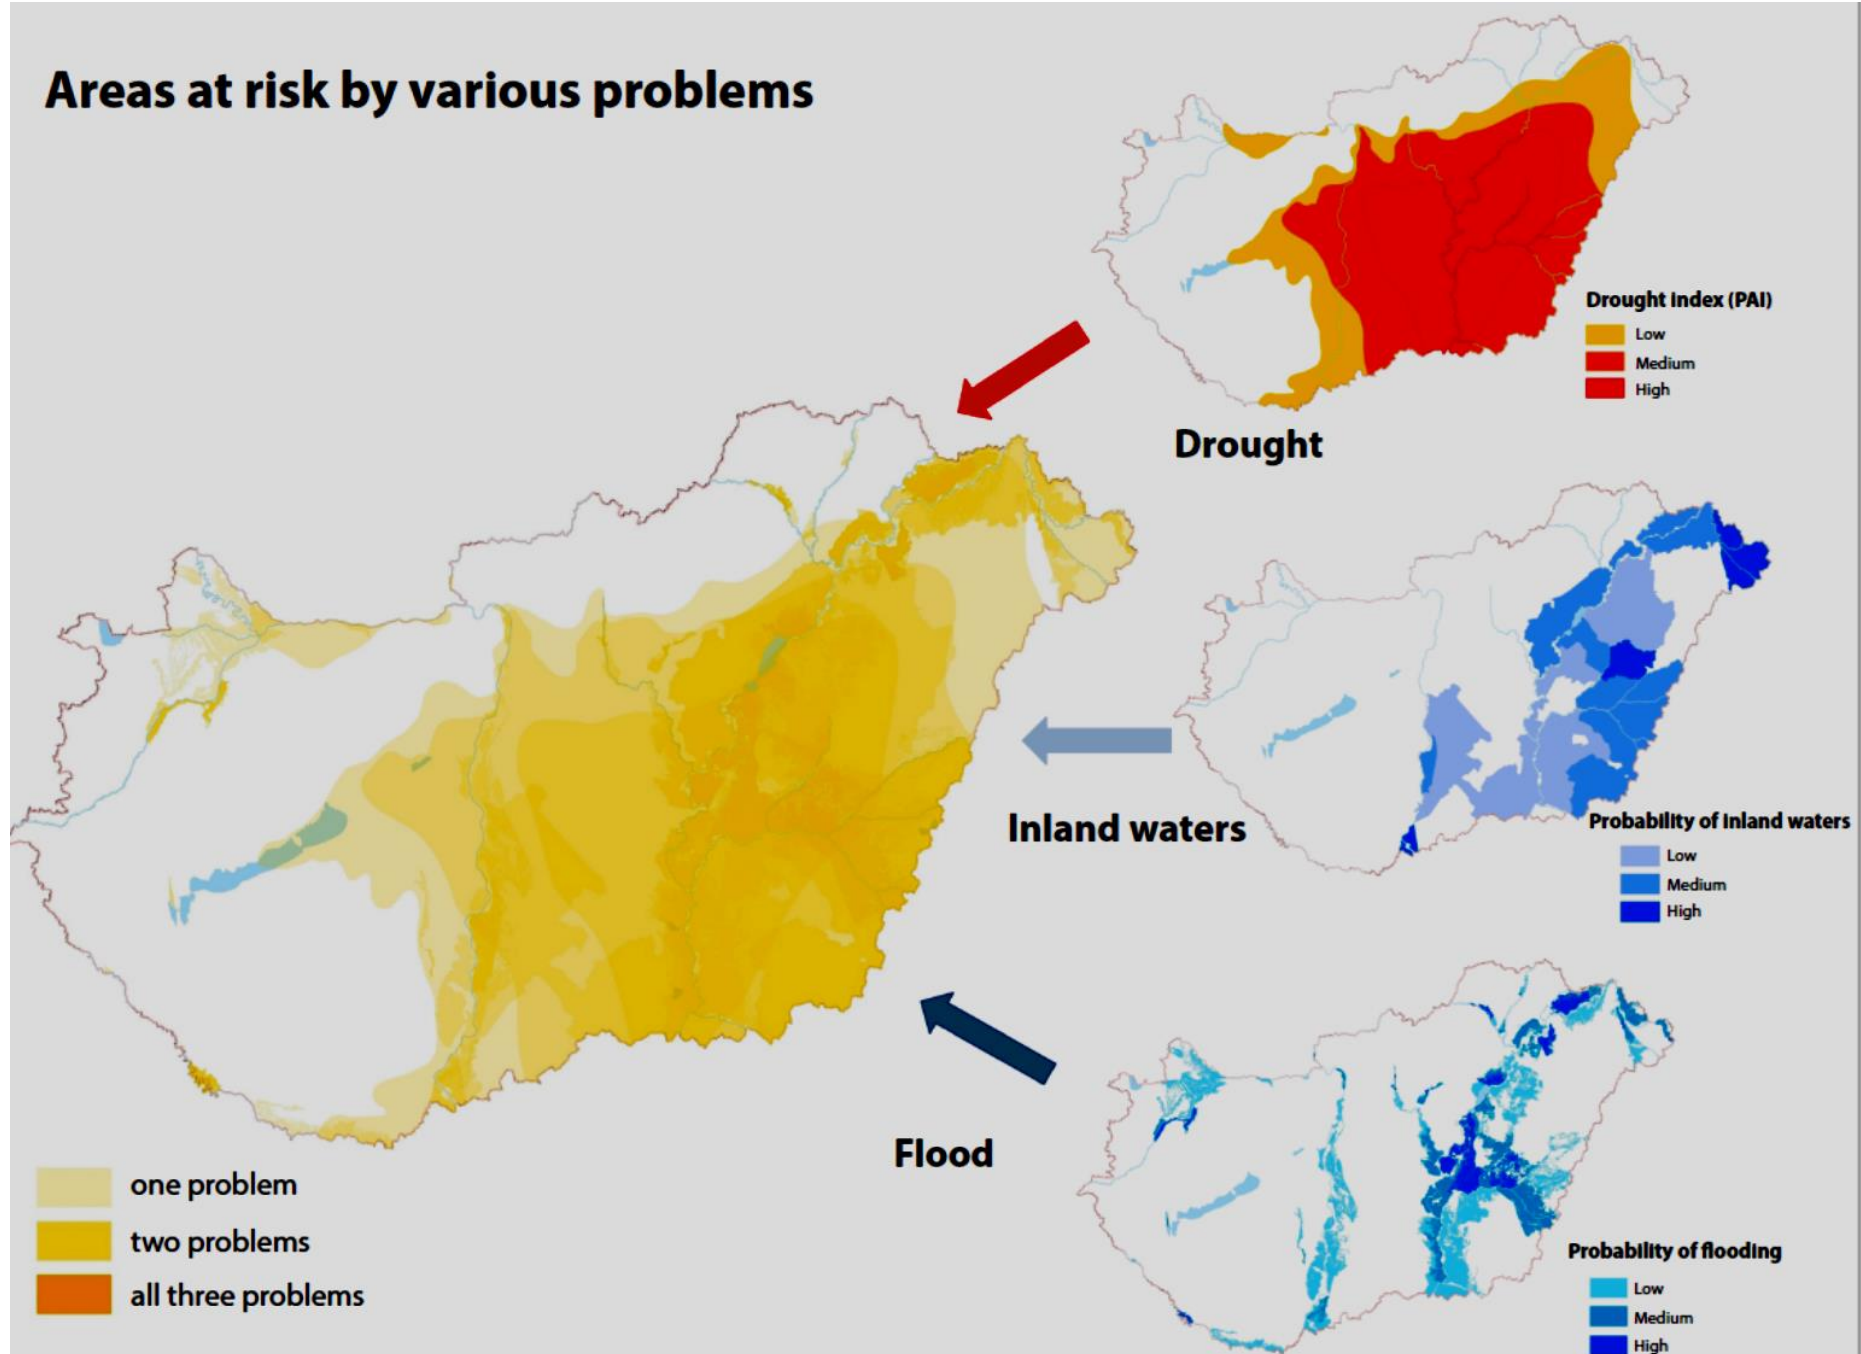 Areas at risk by various problems
Drought index (PAI)
Low
Medium
High
Drought
Inland waters
Probability of inland waters
Low
Medium
High
Flood
Probability of flooding
Low
Medium
High
one problem
two problems
all three problems